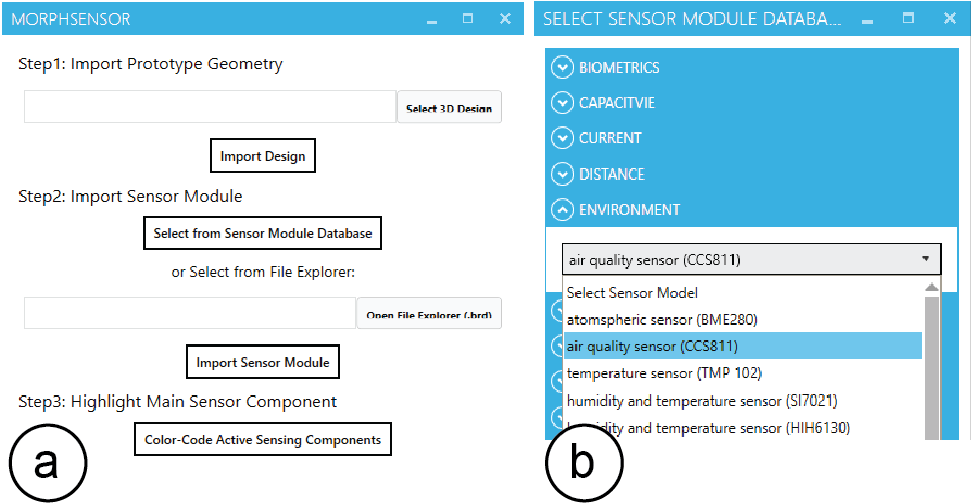 MORPHSENSOR
Step1: Import Prototype Geometry
Select 3D Design
Import Design
Step2: Import Sensor Module
Select from Sensor Module Database
or Select from File Explorer:
Open File Explorer (.brd)
Import Sensor Module
Step3: Highlight Main Sensor Component
Color-Code Active Sensing Components
a
SELECT SENSOR MODULE DATABA...
BIOMETRICS
CAPACITVIE
CURRENT
DISTANCE
ENVIRONMENT
air quality sensor (CCS811)
Select Sensor Model
atomspheric sensor (BME280)
air quality sensor (CCS811)
temperature sensor (TMP 102)
humidity and temperature sensor (SI7021)
humidity and temperature sensor (HIH6130)
b